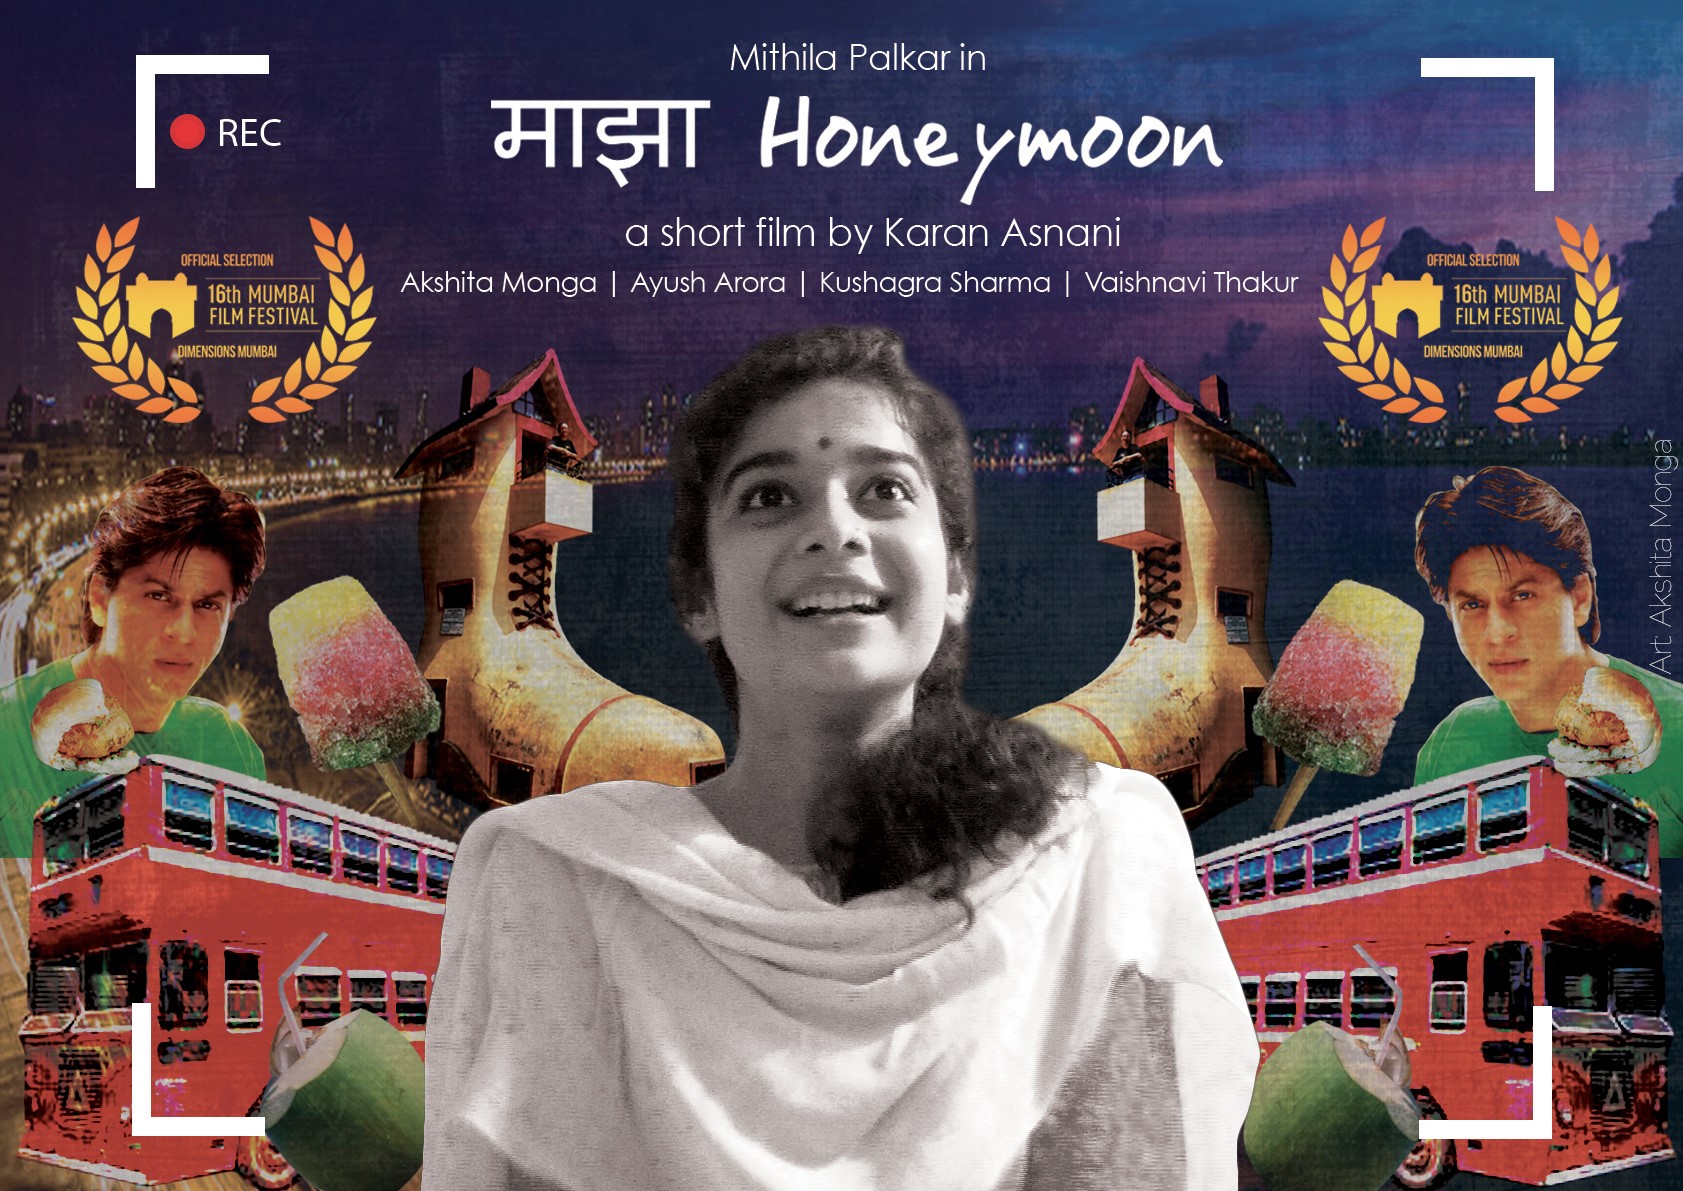 Mithila Palkar in
REC
माझा Honeymoon
a short film by Karan Asnani
Akshita Monga | Ayush Arora | Kushagra Sharma | Vaishnavi Thakur
OFFICIAL SELECTION
16th MUMBAI
FILM FESTIVAL
DIMENSIONS MUMBAI
OFFICIAL SELECTION
16th MUMBAI
FILM FESTIVAL
DIMENSIONS MUMBAI
Art: Akshita Monga